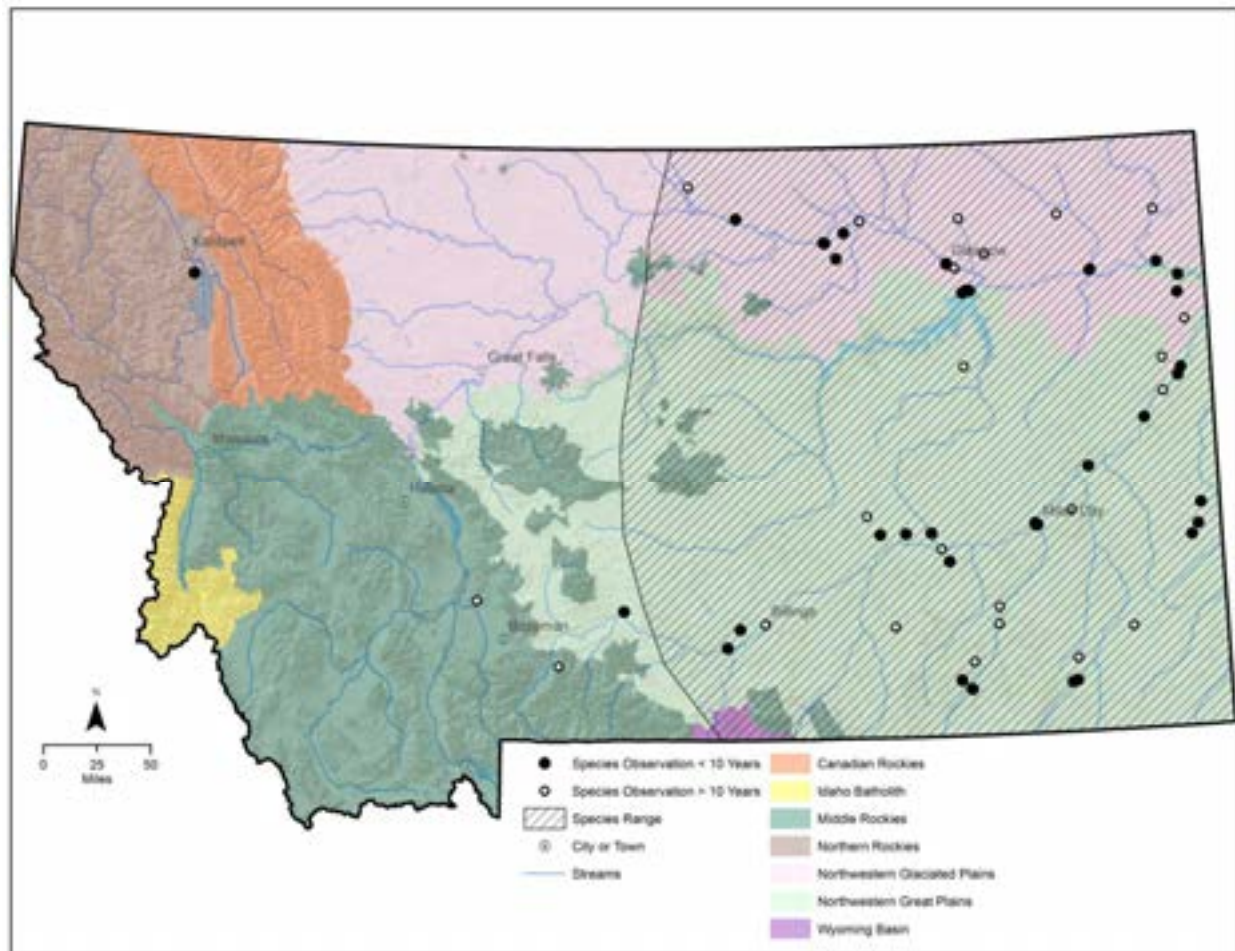 Kalispell
Glasgow
Great Falls
Missoula
Helena
Miles City
Billings
Bozeman
N
0 25 50
Miles
Species Observation < 10 Years
Species Observation > 10 Years
Species Range
City or Town
Streams
Canadian Rockies
Idaho Batholith
Middle Rockies
Northern Rockies
Northwestern Glaciated Plains
Northwestern Great Plains
Wyoming Basin